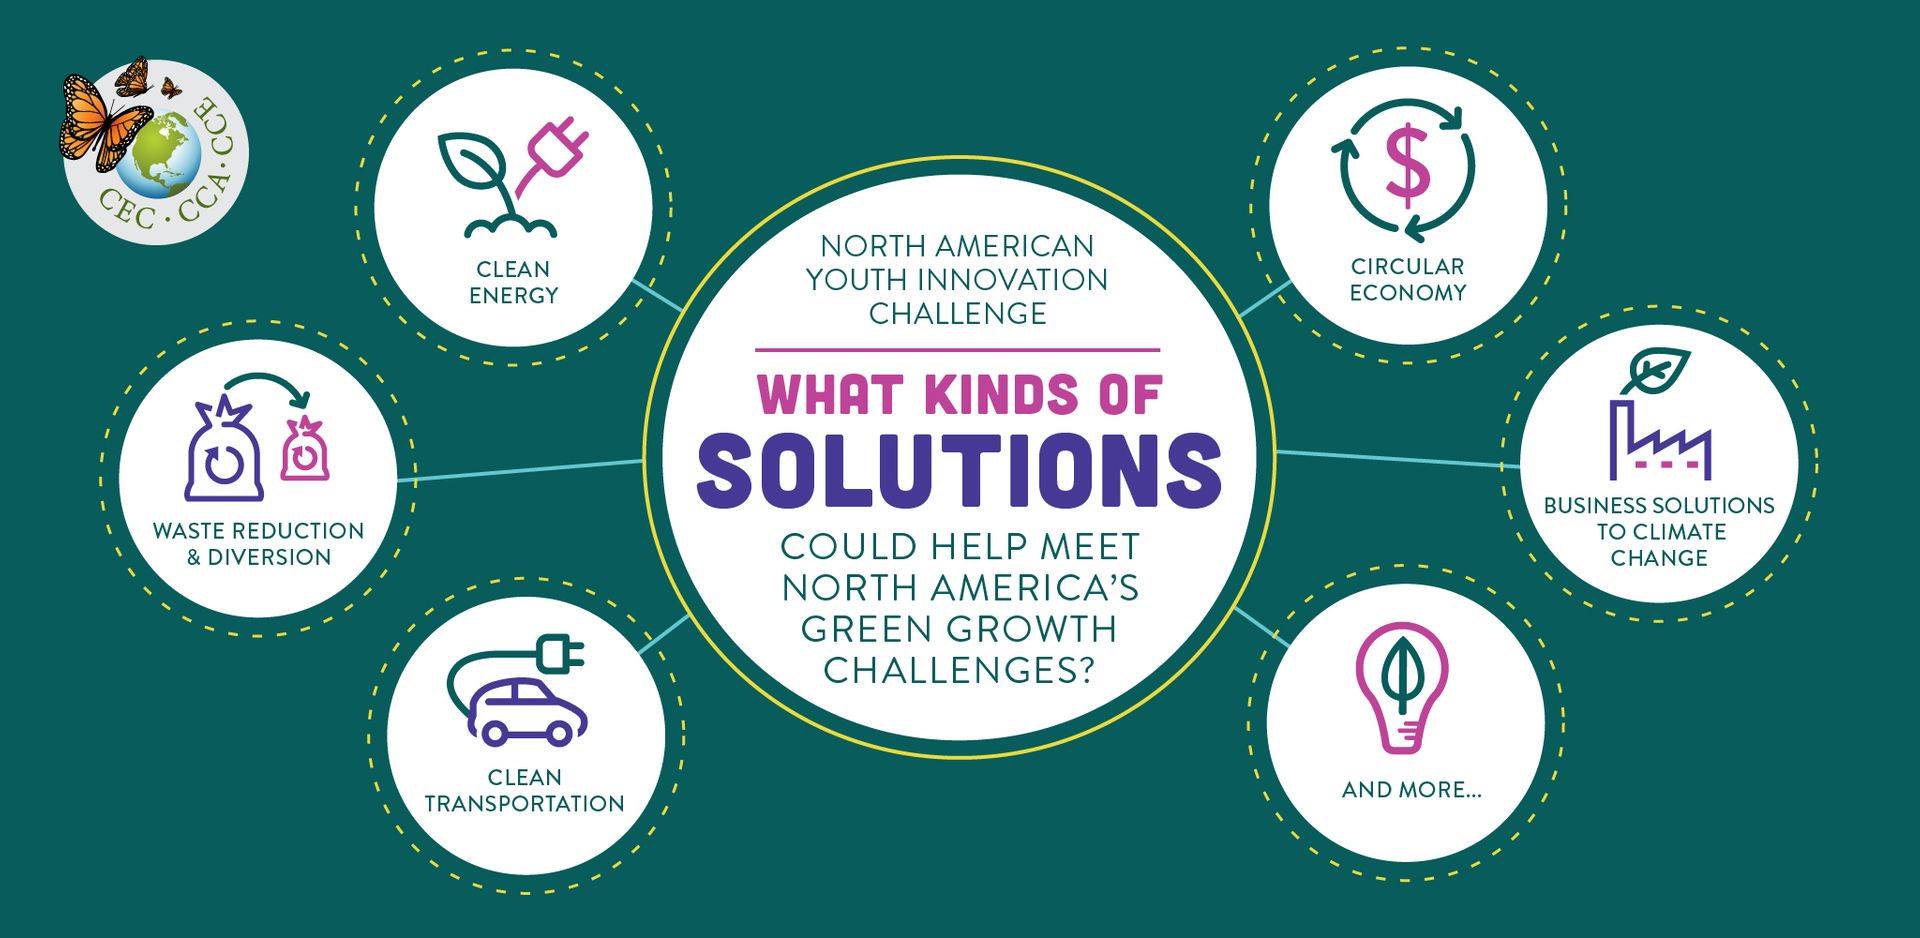 CEC · CCA · CCE
CLEAN
ENERGY
WASTE REDUCTION
& DIVERSION
CLEAN
TRANSPORTATION
NORTH AMERICAN
YOUTH INNOVATION
CHALLENGE
WHAT KINDS OF
SOLUTIONS
COULD HELP MEET
NORTH AMERICA'S
GREEN GROWTH
CHALLENGES?
$
CIRCULAR
ECONOMY
BUSINESS SOLUTIONS
TO CLIMATE
CHANGE
AND MORE...